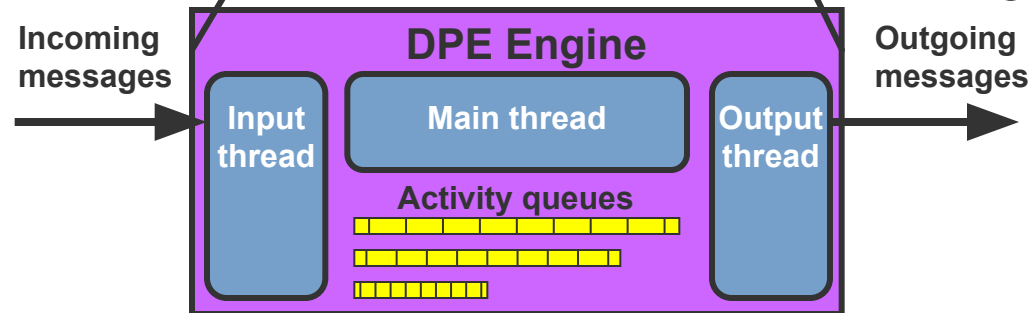 Incoming
messages
DPE Engine
Outgoing
messages
Input
thread
Main thread
Output
thread
Activity queues